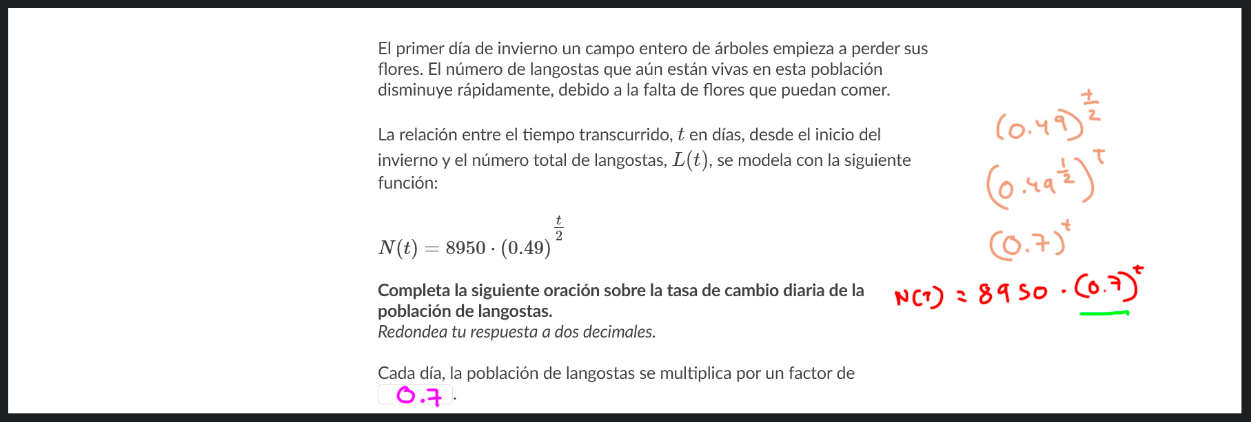 El primer día de invierno un campo entero de árboles empieza a perder sus
flores. El número de langostas que aún están vivas en esta población
disminuye rápidamente, debido a la falta de flores que puedan comer.
La relación entre el tiempo transcurrido, t en días, desde el inicio del
invierno y el número total de langostas, L(t), se modela con la siguiente
función:
N(t) = 8950 · (0.49)^(t/2)
Completa la siguiente oración sobre la tasa de cambio diaria de la
población de langostas.
Redondea tu respuesta a dos decimales.
Cada día, la población de langostas se multiplica por un factor de
0.7 .
(0.49)^(t/2)
(0.49^(1/2))^T
(0.7)^t
N(T) = 8950 · (0.7)^t